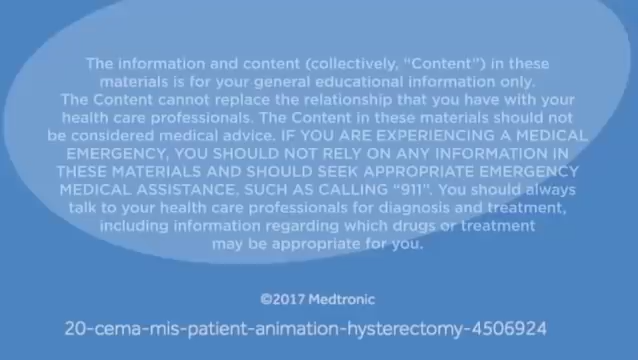 The information and content (collectively, "Content") in these
materials is for your general educational information only.
The Content cannot replace the relationship that you have with your
health care professionals. The Content in these materials should not
be considered medical advice. IF YOU ARE EXPERIENCING A MEDICAL
EMERGENCY, YOU SHOULD NOT RELY ON ANY INFORMATION IN
THESE MATERIALS AND SHOULD SEEK APPROPRIATE EMERGENCY
MEDICAL ASSISTANCE, SUCH AS CALLING “911”. You should always
talk to your health care professionals for diagnosis and treatment,
including information regarding which drugs or treatment
may be appropriate for you.
©2017 Medtronic
20-cema-mis-patient-animation-hysterectomy-4506924